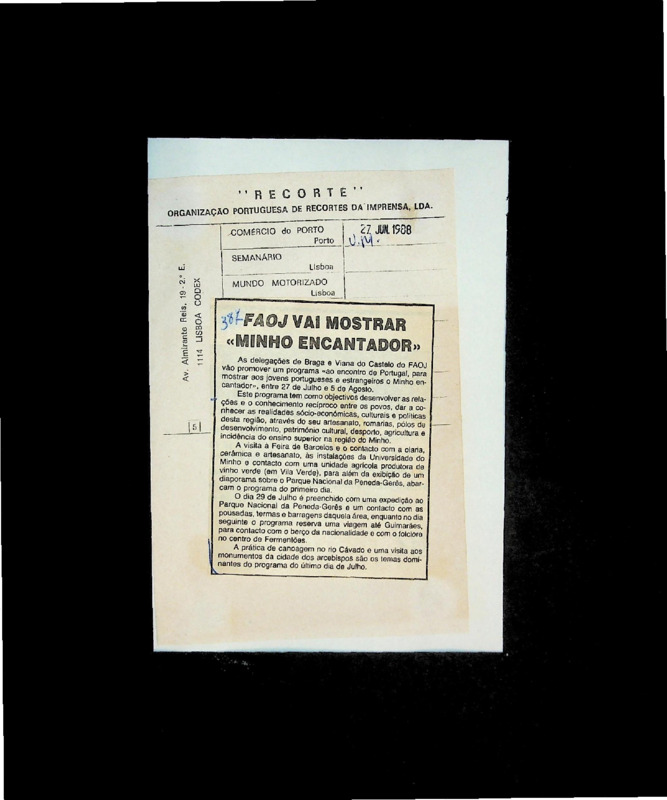 "RECORTE"
ORGANIZAÇÃO PORTUGUESA DE RECORTES DA IMPRENSA, LDA.
COMÉRCIO do PORTO
Porto
27. JUN. 1988
U.M.
SEMANÁRIO
Lisboa
MUNDO MOTORIZADO
Lisboa
Av. Almirante Reis, 19 - 2.º E.
1114 LISBOA CODEX
[5]
FAOJ VAI MOSTRAR
«MINHO ENCANTADOR»
As delegações de Braga e Viana do Castelo do FAOJ
vão promover um programa «ao encontro de Portugal, para
mostrar aos jovens portugueses e estrangeiros o Minho en-
cantador», entre 27 de Julho e 5 de Agosto.
Este programa tem como objectivos desenvolver as rela-
ções e o conhecimento recíproco entre os povos, dar a co-
nhecer as realidades sócio-económicas, culturais e políticas
desta região, através do seu artesanato, romarias, pólos de
desenvolvimento, património cultural, desporto, agricultura e
incidência do ensino superior na região do Minho.
A visita à Feira de Barcelos e o contacto com a olaria,
cerâmica e artesanato, às instalações da Universidade do
Minho e contacto com uma unidade agrícola produtora de
vinho verde (em Vila Verde), para além da exibição de um
diaporama sobre o Parque Nacional da Peneda-Gerês, abar-
cam o programa do primeiro dia.
O dia 29 de Julho é preenchido com uma expedição ao
Parque Nacional da Peneda-Gerês e um contacto com as
pousadas, termas e barragens daquela área, enquanto no dia
seguinte o programa reserva uma viagem até Guimarães,
para contacto com o berço da nacionalidade e com o folclore
no centro de Fermentões.
A prática de canoagem no rio Cávado e uma visita aos
monumentos da cidade dos arcebispos são os temas domi-
nantes do programa do último dia de Julho.